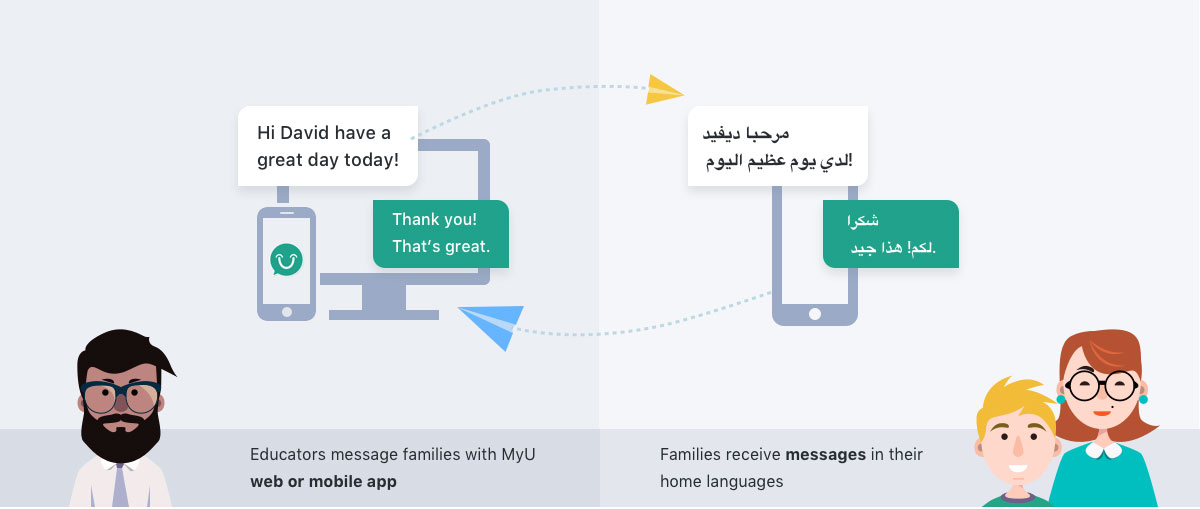 Hi David have a
great day today!
Thank you!
That's great.
مرحبا ديفيد
لدي يوم عظيم اليوم!
شكرا
لكم! هذا جيد.
Educators message families with MyU
web or mobile app
Families receive messages in their
home languages